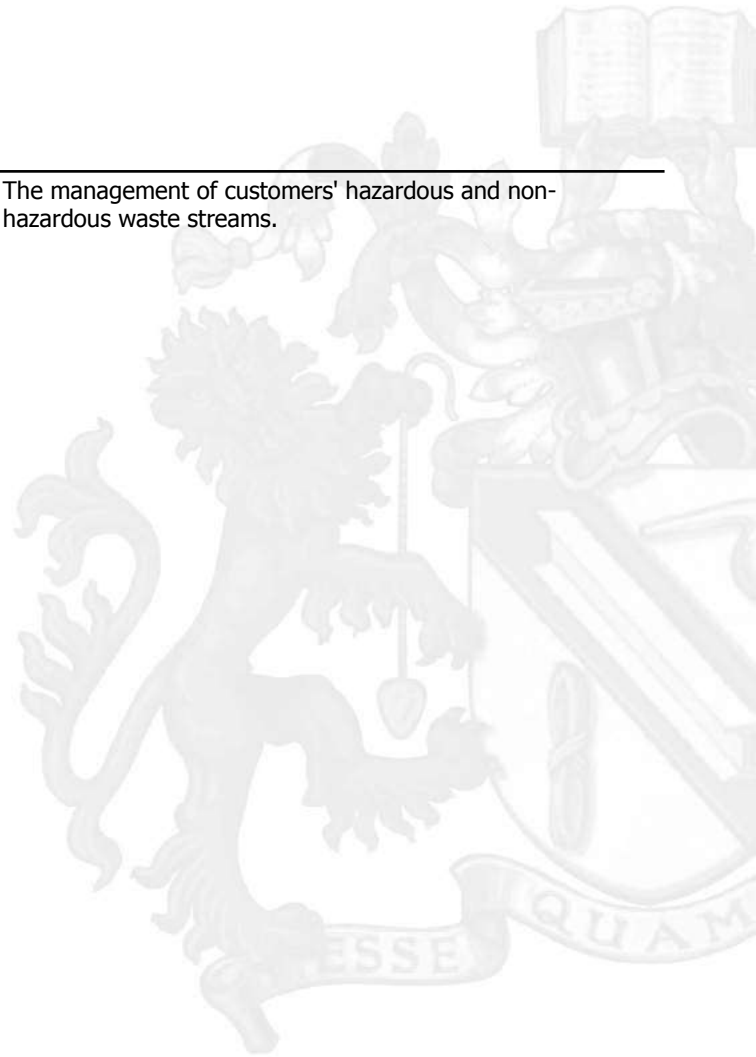 The management of customers' hazardous and non-
hazardous waste streams.
ESSE
QUAM